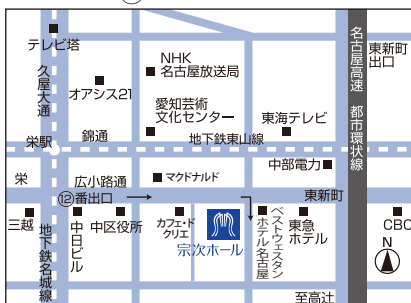 テレビ塔
久屋大通
オアシス21
NHK
名古屋放送局
愛知芸術
文化センター
東海テレビ
名古屋高速 都市環状線
東新町
出口
栄駅
錦通
地下鉄東山線
中部電力
栄
広小路通
マクドナルド
東新町
⑫番出口
三越
地下鉄名城線
中日ビル
中区役所
カフェ・ド
クリエ
宗次ホール
ベストウェスタン
ホテル名古屋
東急
ホテル
CBC
N
至高辻